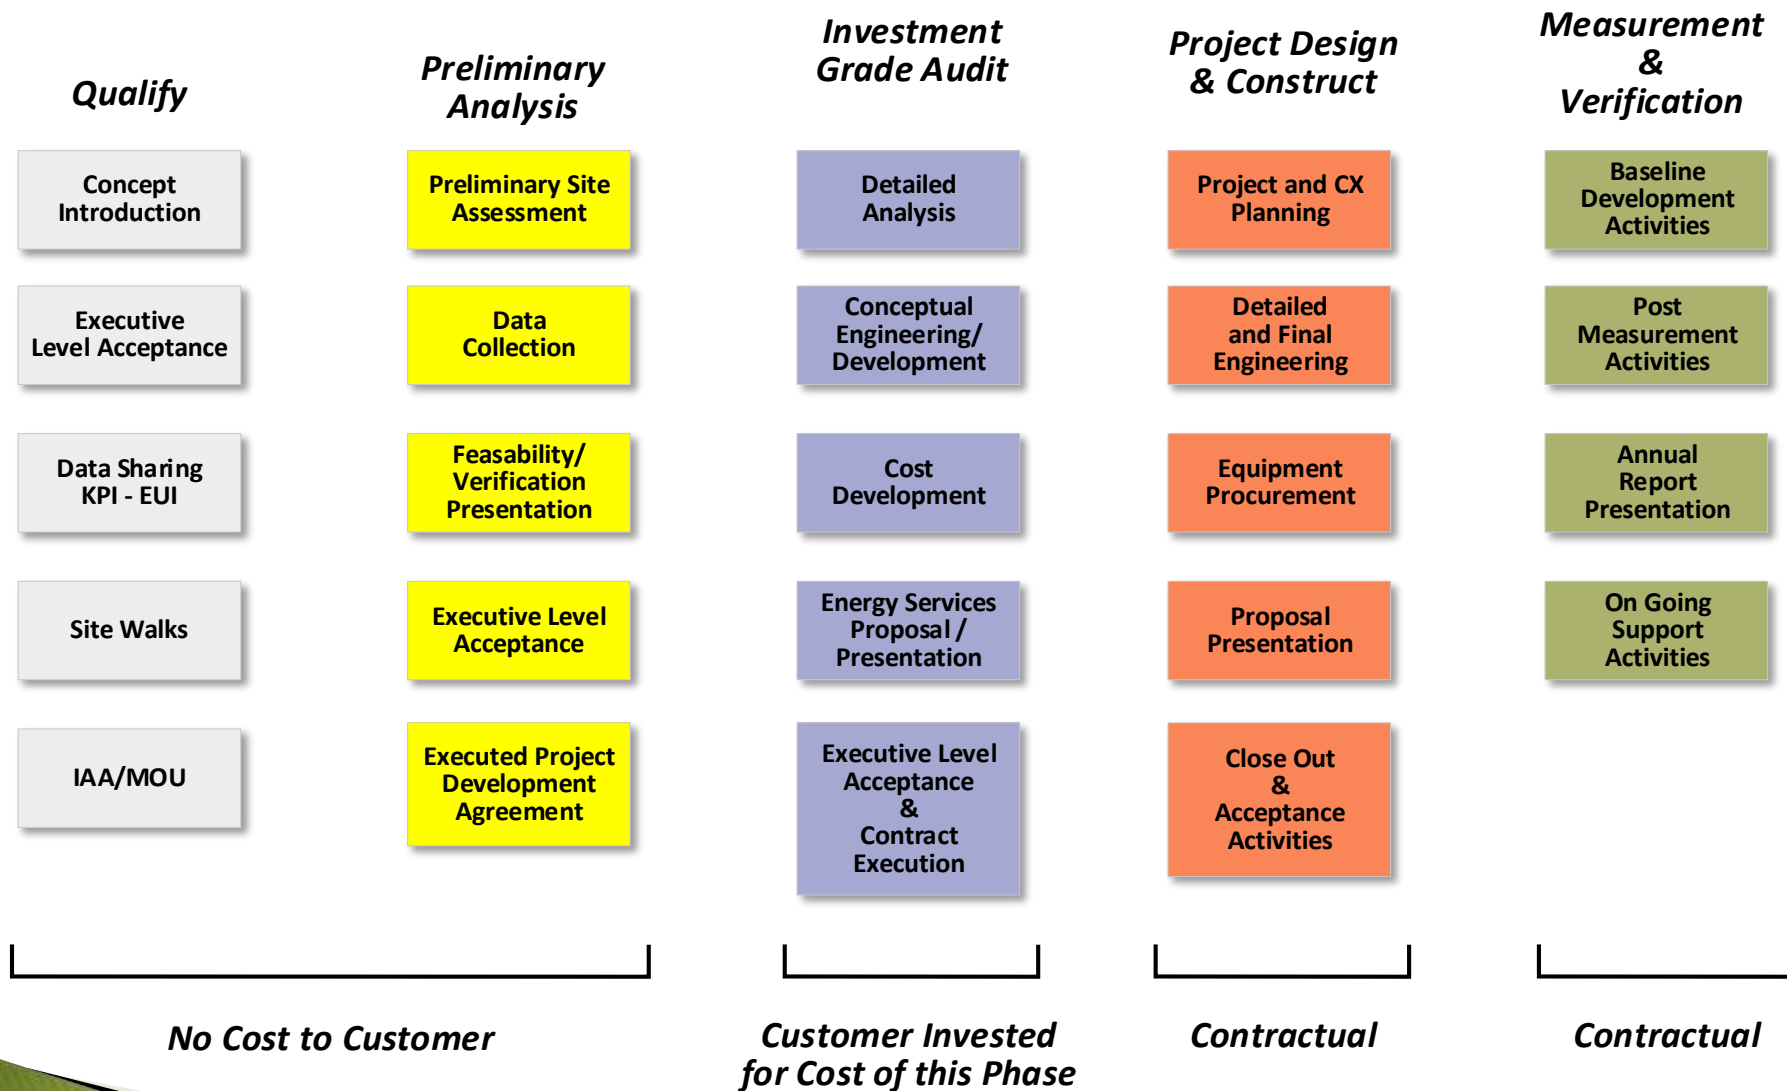 Qualify
Concept
Introduction
Executive
Level Acceptance
Data Sharing
KPI - EUI
Site Walks
IAA/MOU
Preliminary
Analysis
Preliminary Site
Assessment
Data
Collection
Feasability/
Verification
Presentation
Executive Level
Acceptance
Executed Project
Development
Agreement
Investment
Grade Audit
Detailed
Analysis
Conceptual
Engineering/
Development
Cost
Development
Energy Services
Proposal /
Presentation
Executive Level
Acceptance
&
Contract
Execution
Project Design
& Construct
Project and CX
Planning
Detailed
and Final
Engineering
Equipment
Procurement
Proposal
Presentation
Close Out
&
Acceptance
Activities
Measurement
&
Verification
Baseline
Development
Activities
Post
Measurement
Activities
Annual
Report
Presentation
On Going
Support
Activities
No Cost to Customer
Customer Invested
for Cost of this Phase
Contractual
Contractual